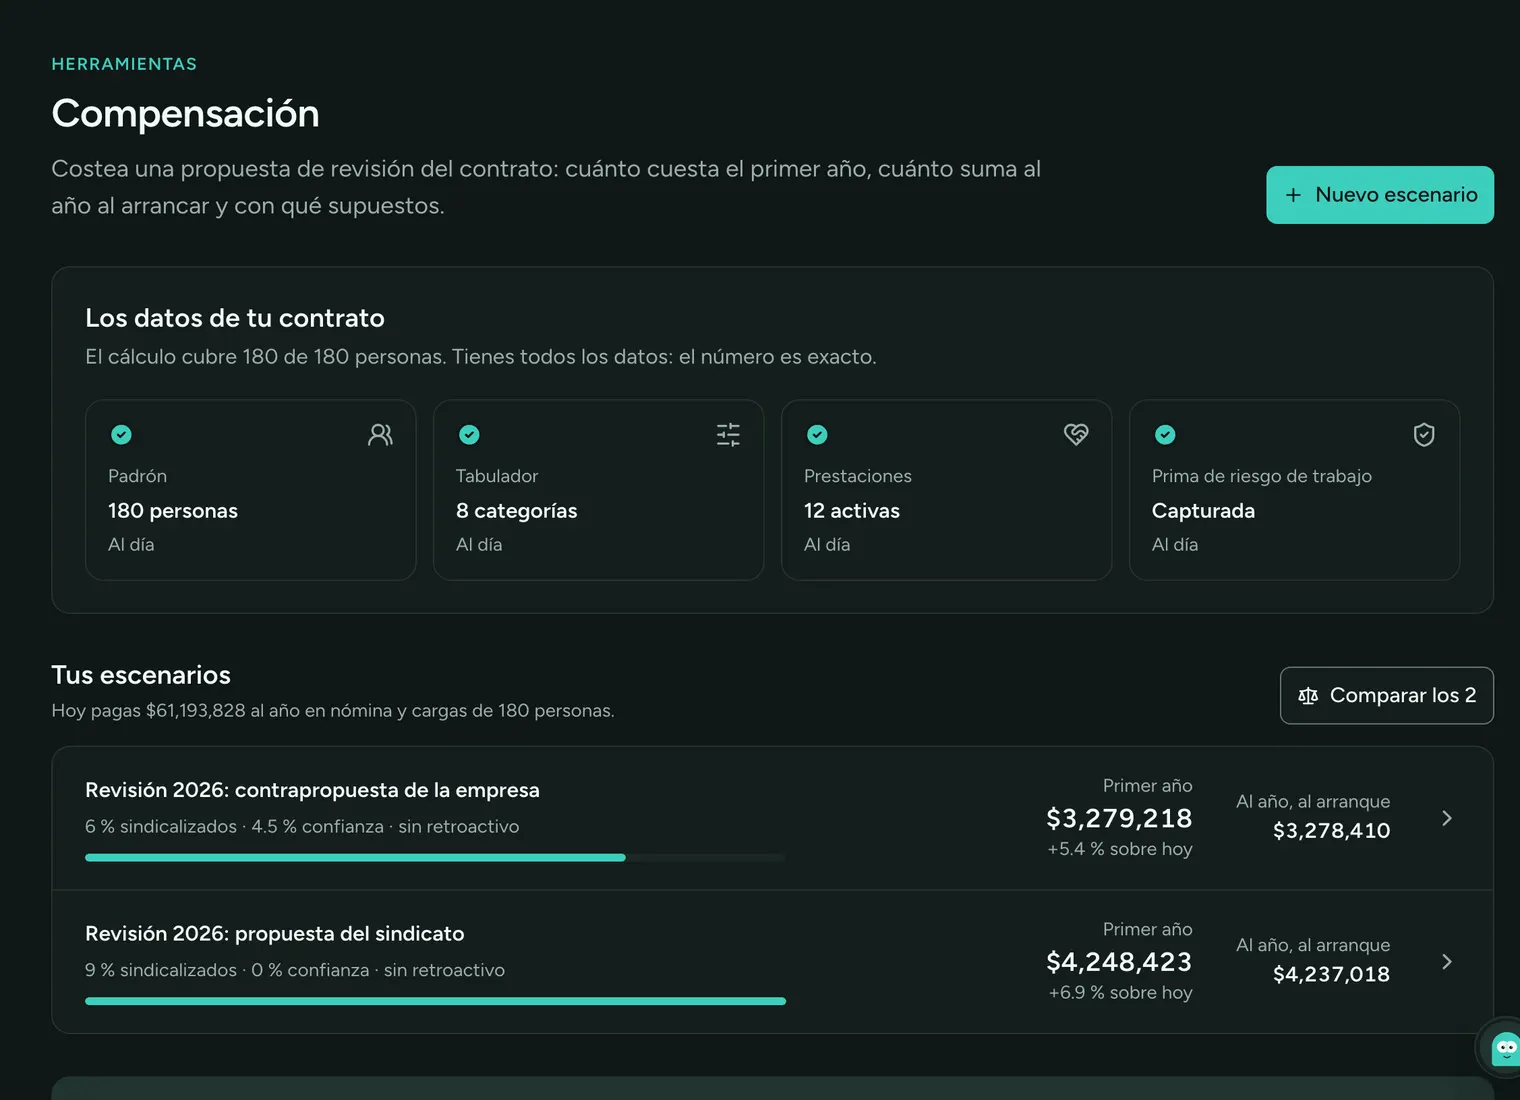 HERRAMIENTAS
Compensación
Costea una propuesta de revisión del contrato: cuánto cuesta el primer año, cuánto suma al
año al arrancar y con qué supuestos.
+ Nuevo escenario
Los datos de tu contrato
El cálculo cubre 180 de 180 personas. Tienes todos los datos: el número es exacto.
Padrón
180 personas
Al día
Tabulador
8 categorías
Al día
Prestaciones
12 activas
Al día
Prima de riesgo de trabajo
Capturada
Al día
Tus escenarios
Hoy pagas $61,193,828 al año en nómina y cargas de 180 personas.
Comparar los 2
Revisión 2026: contrapropuesta de la empresa
6 % sindicalizados · 4.5 % confianza · sin retroactivo
Primer año
$3,279,218
+5.4 % sobre hoy
Al año, al arranque
$3,278,410
Revisión 2026: propuesta del sindicato
9 % sindicalizados · 0 % confianza · sin retroactivo
Primer año
$4,248,423
+6.9 % sobre hoy
Al año, al arranque
$4,237,018